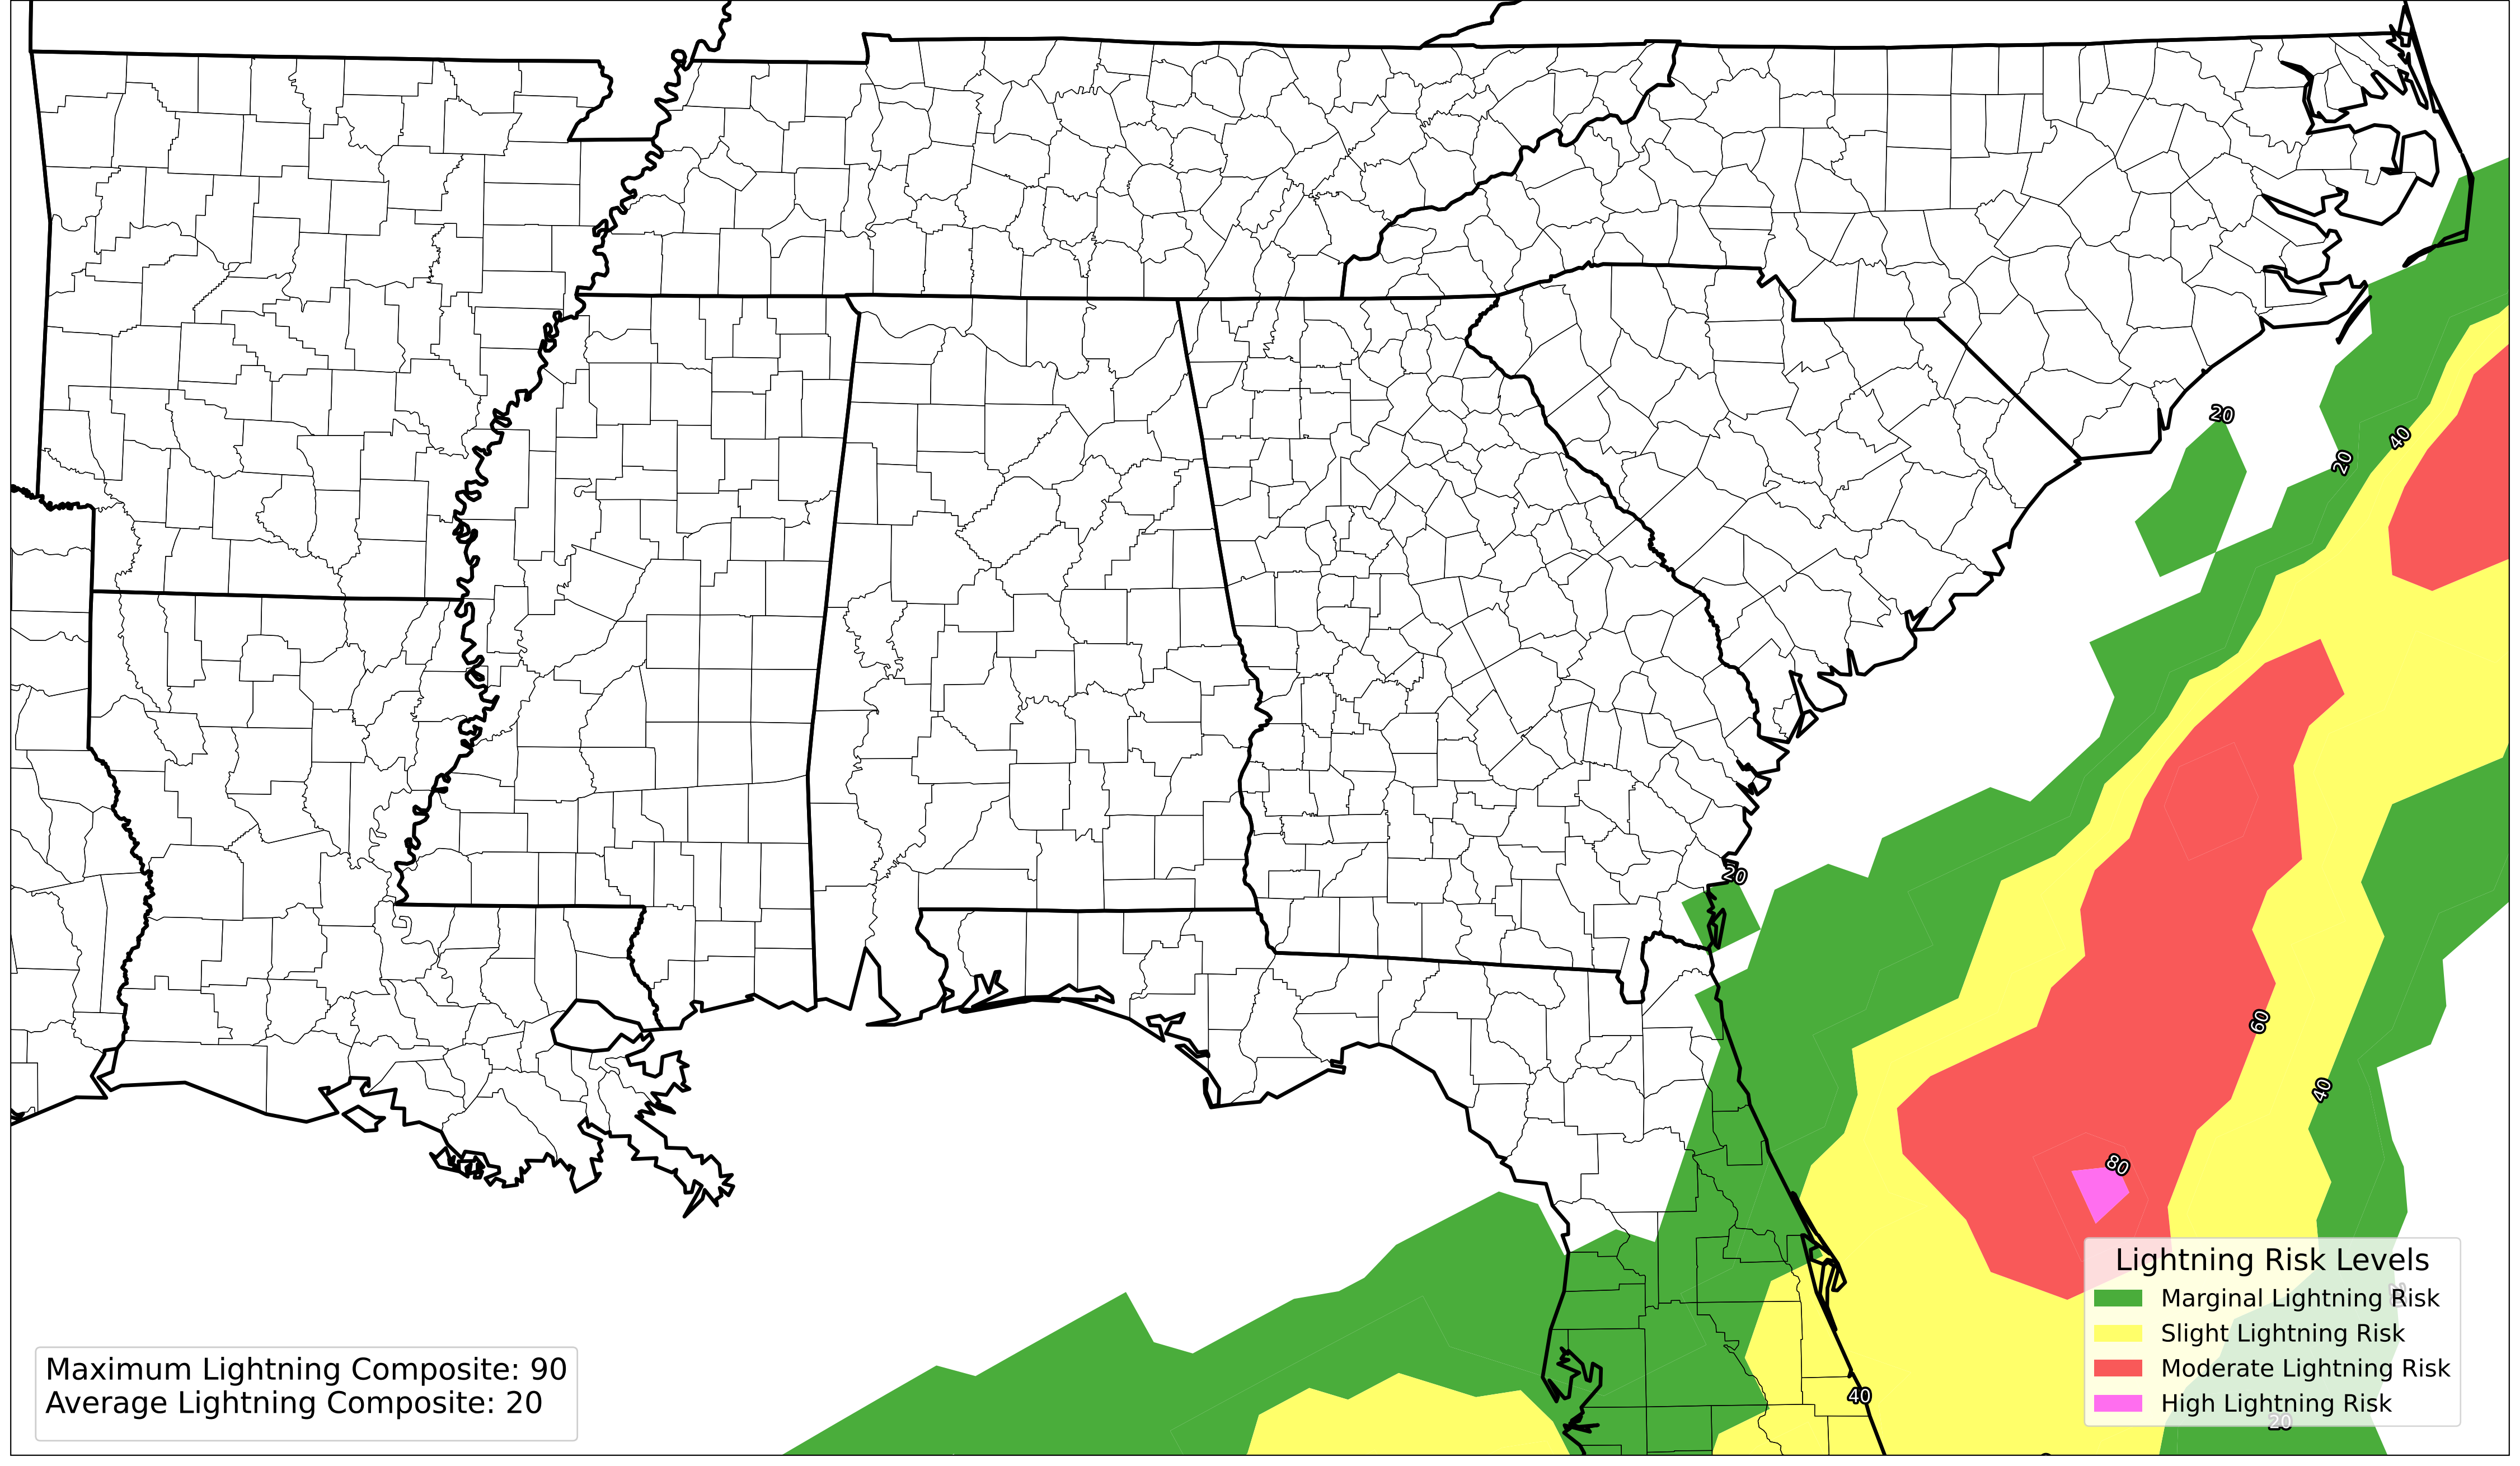 20
20
40
20
60
40
80
40
20
Lightning Risk Levels
Marginal Lightning Risk
Slight Lightning Risk
Moderate Lightning Risk
High Lightning Risk
Maximum Lightning Composite: 90
Average Lightning Composite: 20